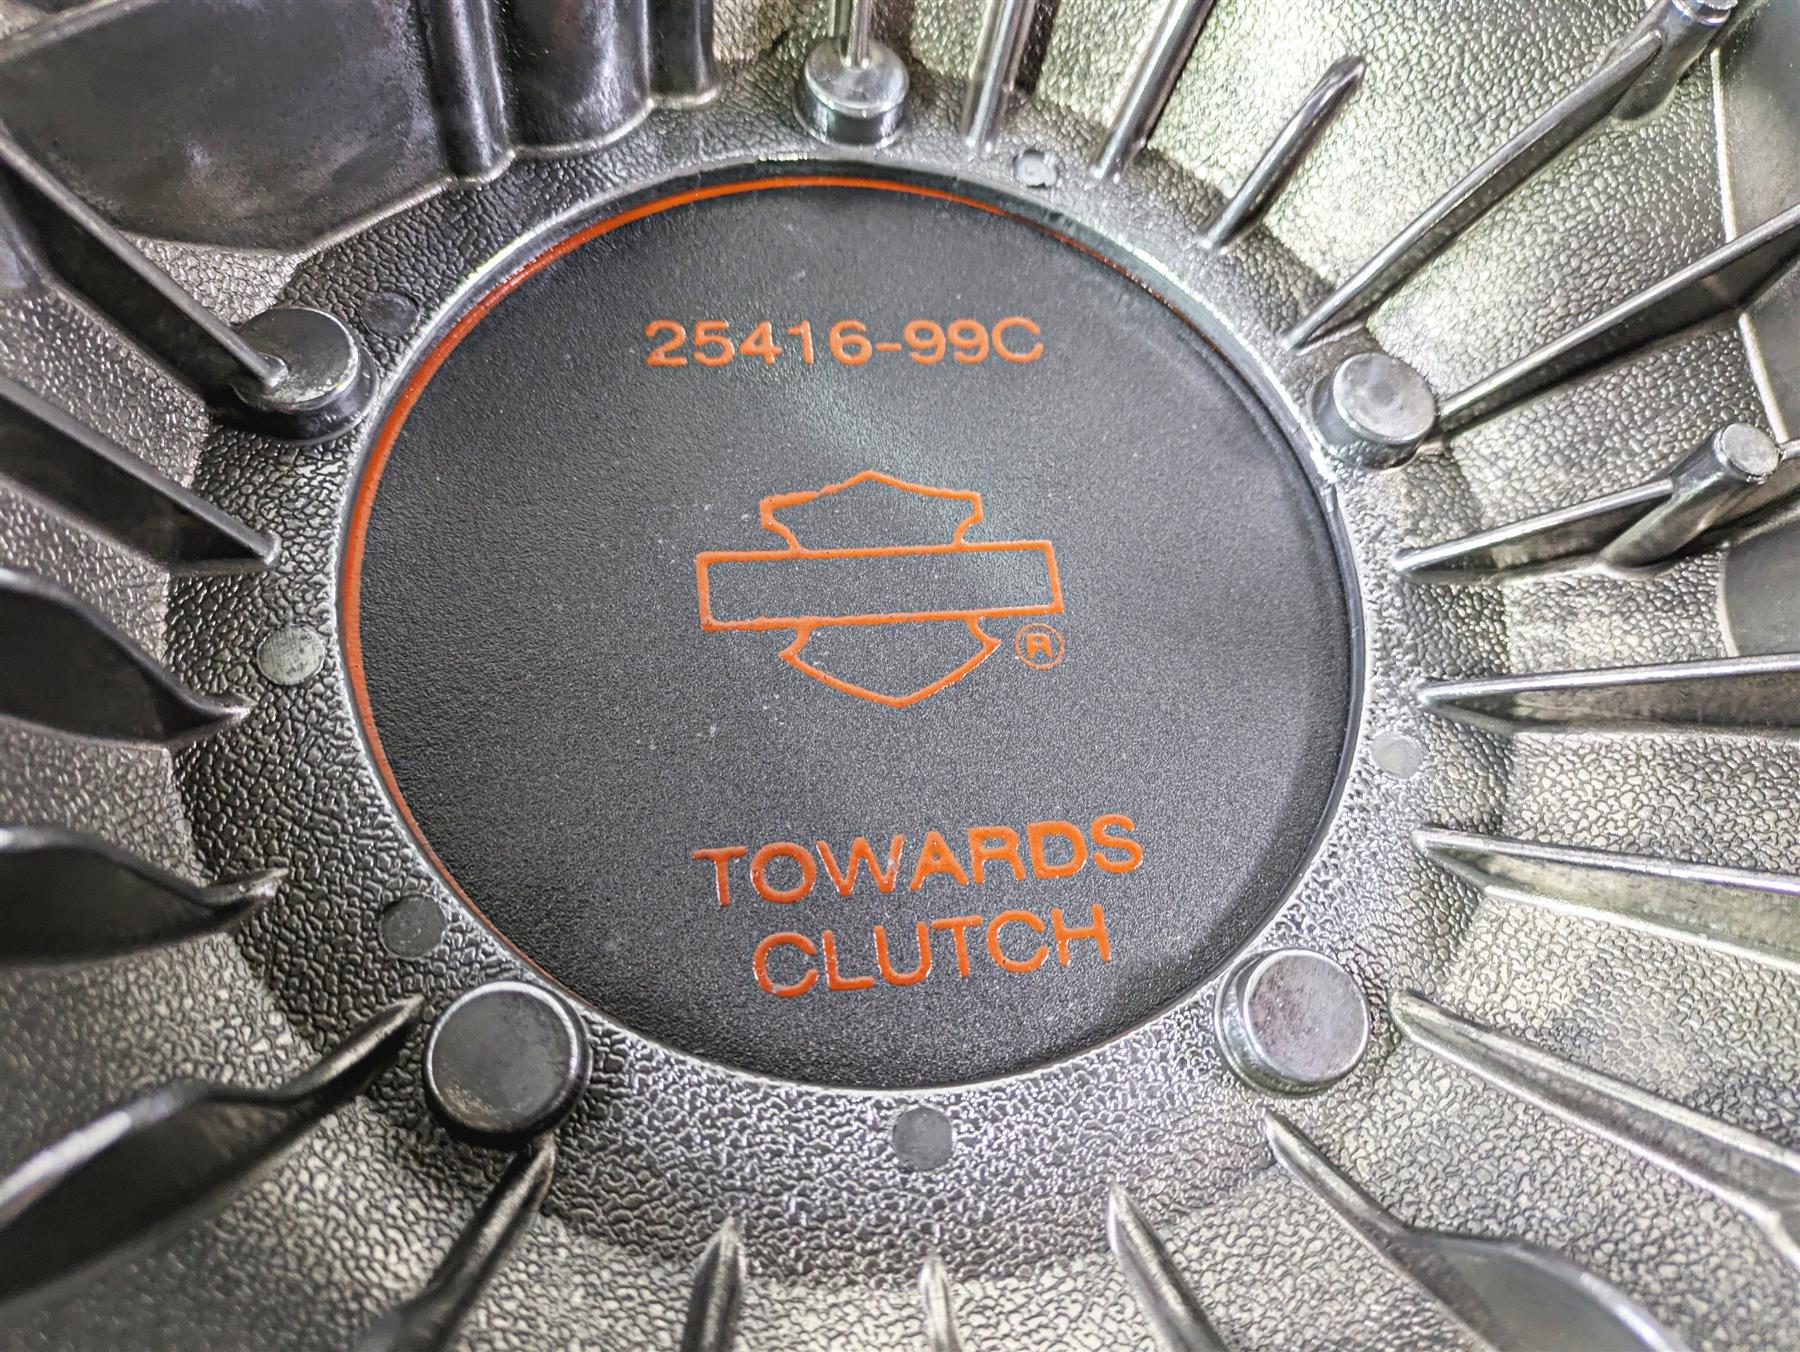 25416-99C
®
TOWARDS
CLUTCH